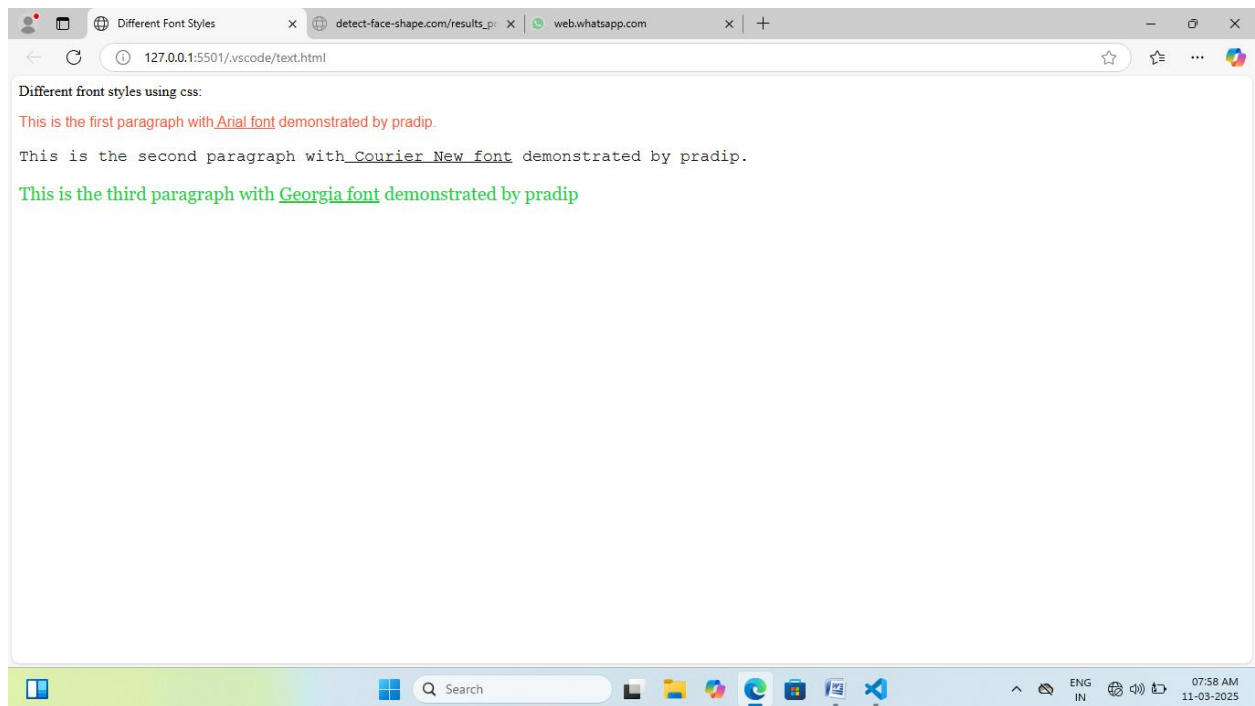 Different Font Styles
detect-face-shape.com/results_p
web.whatsapp.com
127.0.0.1:5501/.vscode/text.html
Different front styles using css:
This is the first paragraph with Arial font demonstrated by pradip.
This is the second paragraph with Courier New font demonstrated by pradip.
This is the third paragraph with Georgia font demonstrated by pradip
Search
ENG
IN
07:58 AM
11-03-2025